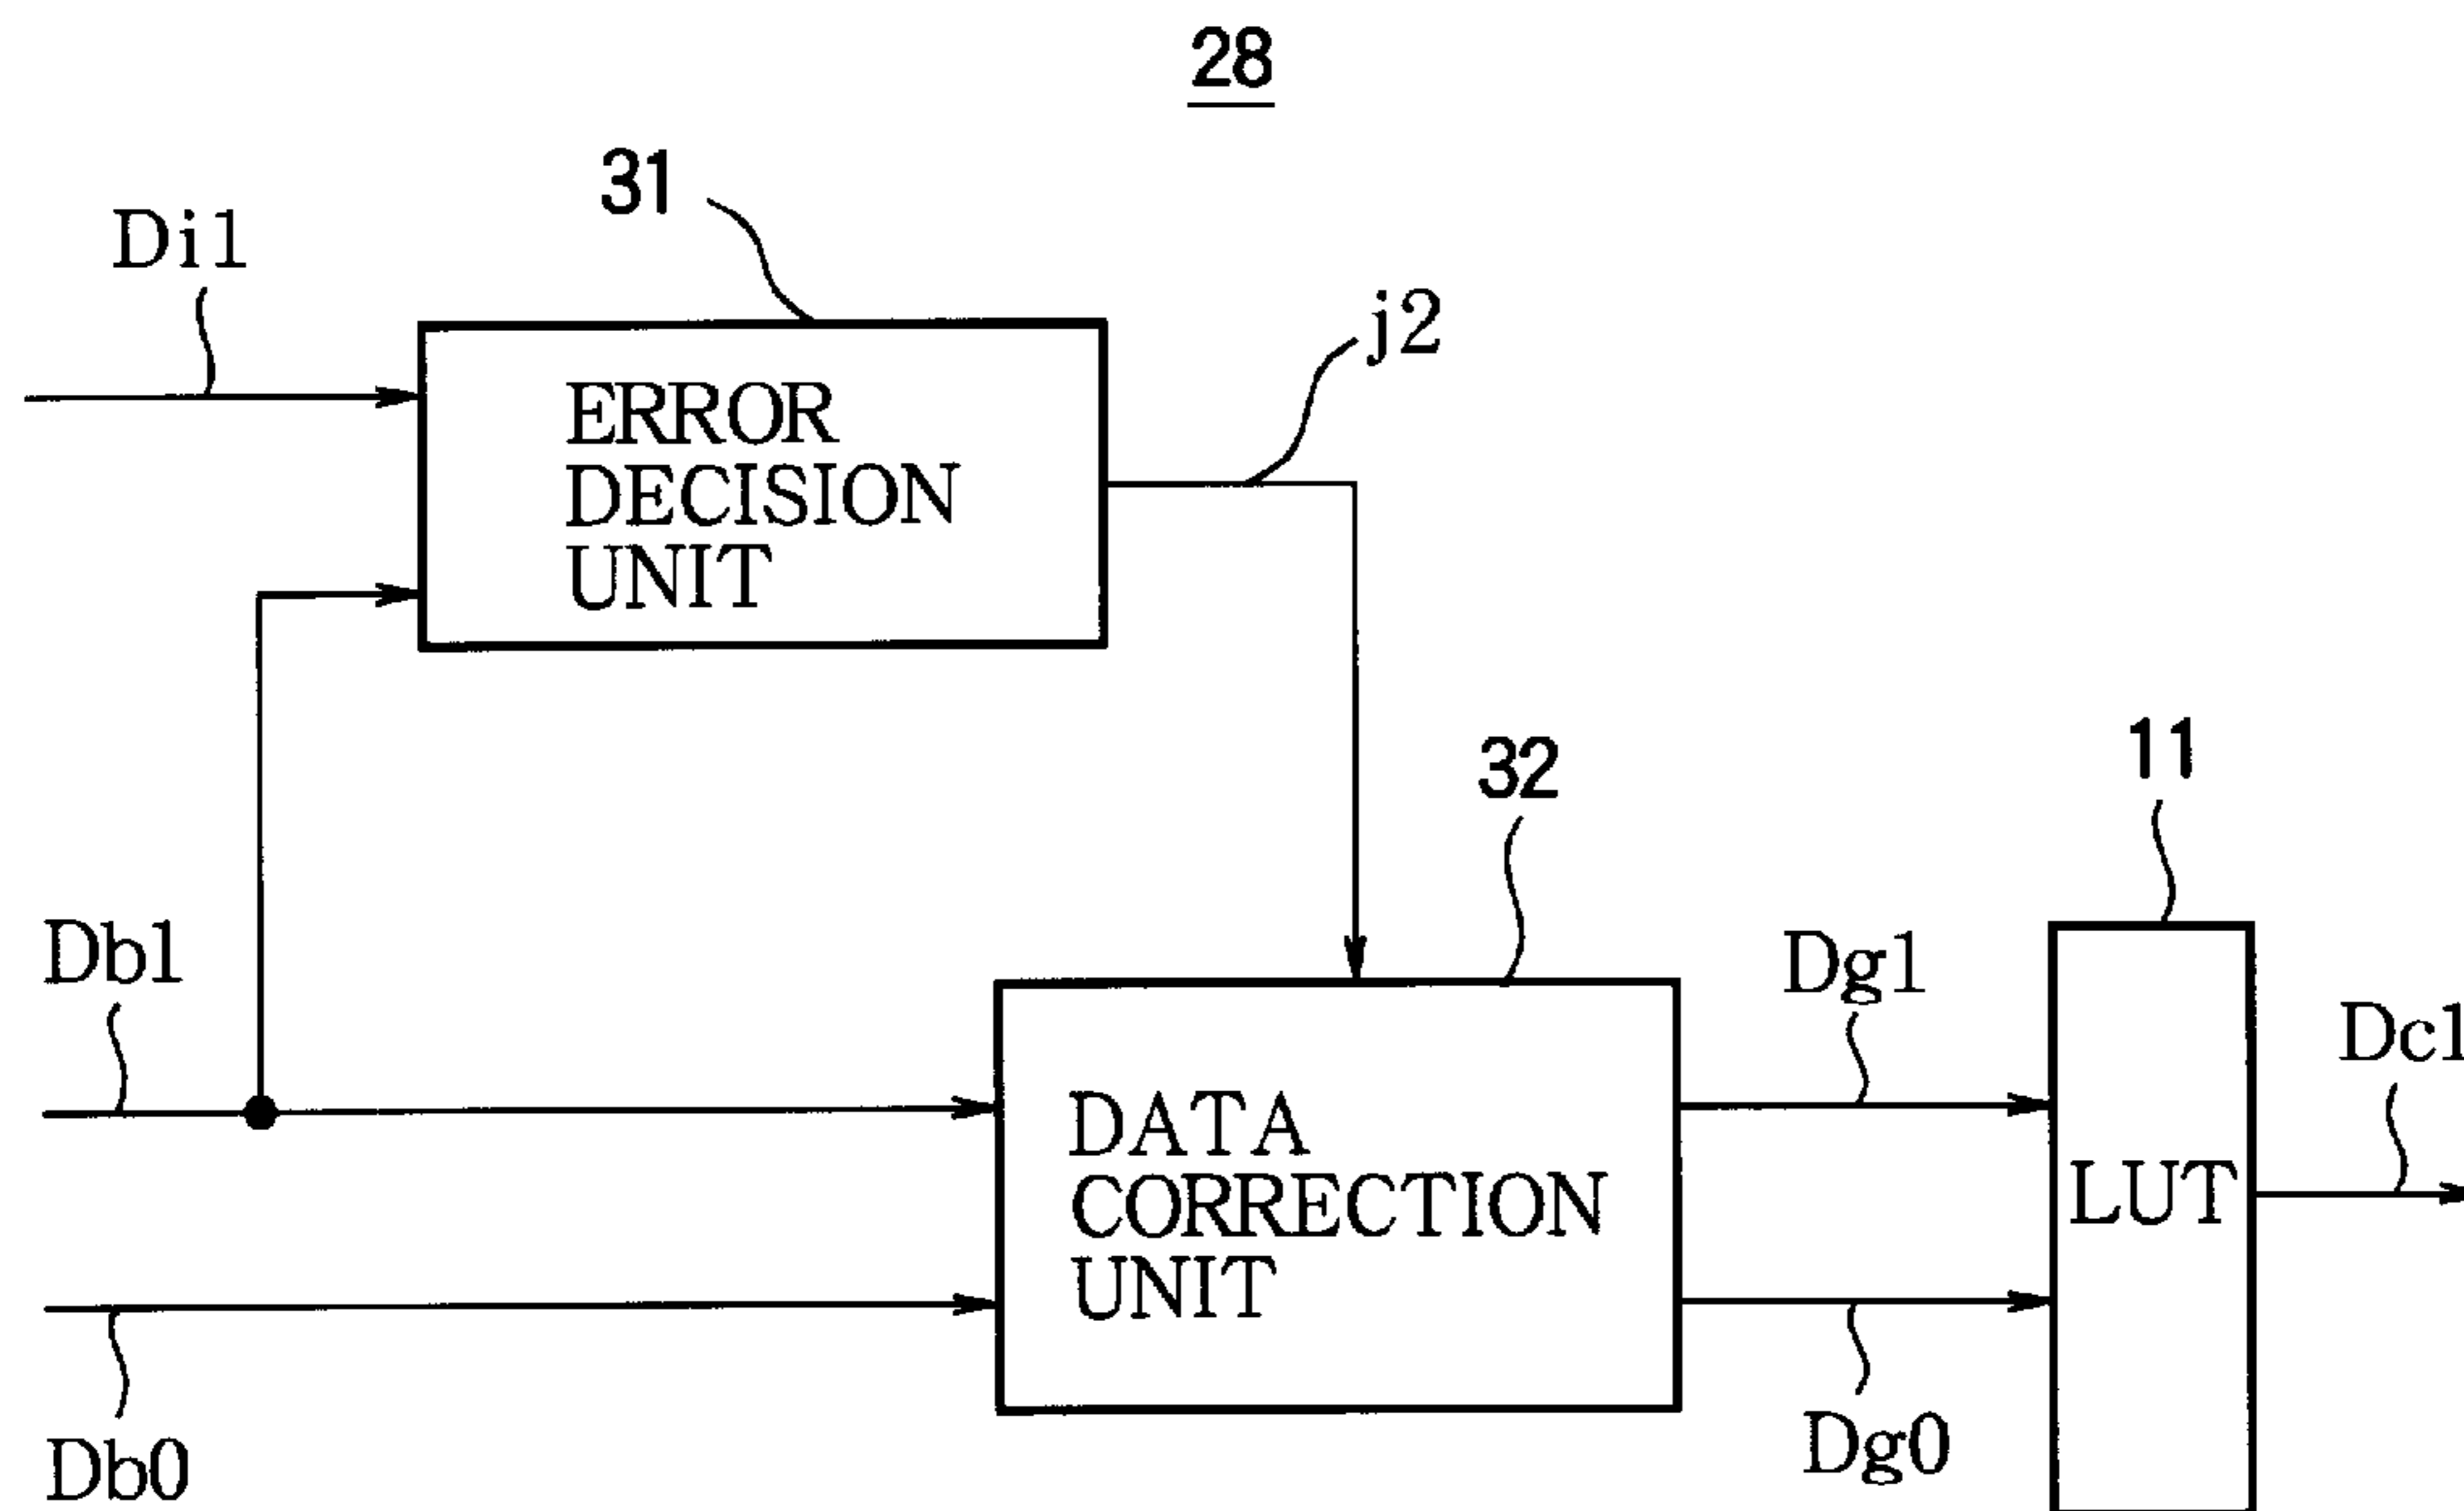 28
31
Di1
j2
ERROR
DECISION
UNIT
32
11
Db1
Dg1
Dc1
DATA
CORRECTION
UNIT
LUT
Db0
Dg0